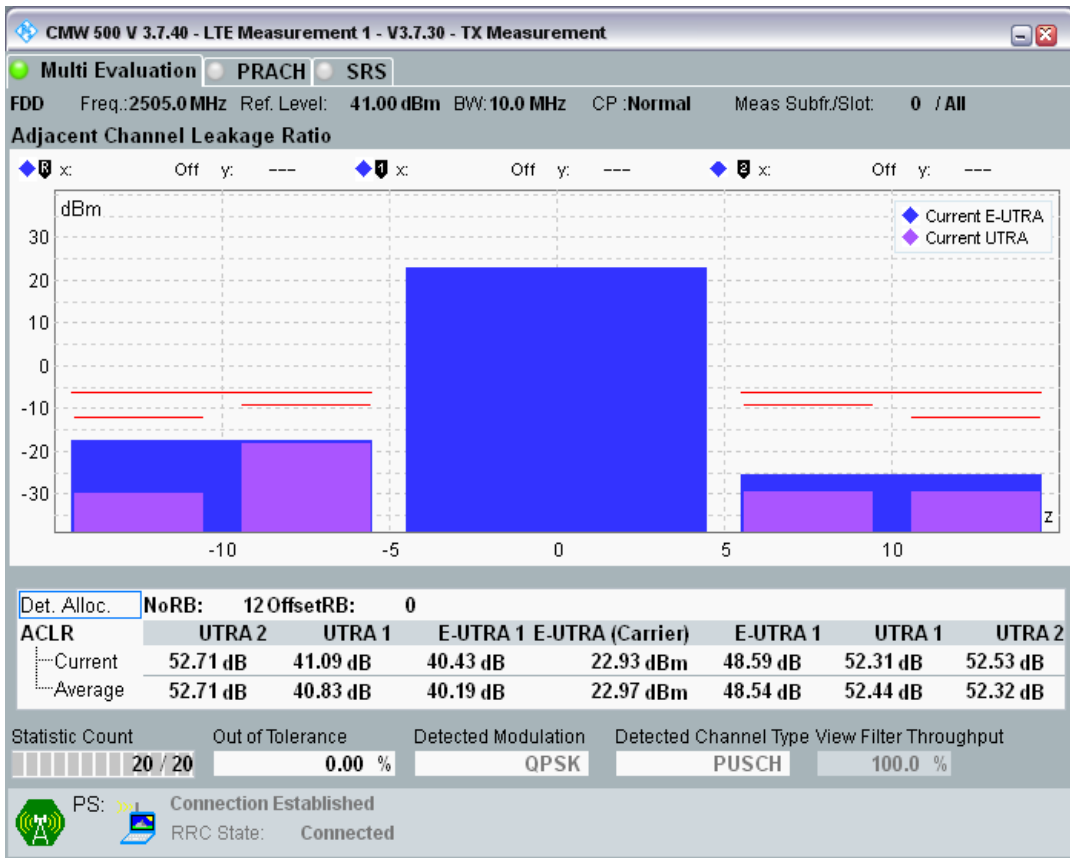 CMW 500 V 3.7.40 - LTE Measurement 1 - V3.7.30 - TX Measurement
Multi Evaluation PRACH SRS
FDD Freg.:2505.0 MHz Ref. Level: 41.00 dBm BW:10.0 MHz CP :Normal Meas Subfr./Slot: 0 / All
Adjacent Channel Leakage Ratio
R x: Off y: --- 1 x: Off y: --- 2 x: Off y: ---
dBm
Current E-UTRA
Current UTRA
30
20
10
0
-10
-20
-30
z
-10 -5 0 5 10
Det. Alloc. NoRB: 12 OffsetRB: 0
ACLR UTRA 2 UTRA 1 E-UTRA 1 E-UTRA (Carrier) E-UTRA 1 UTRA 1 UTRA 2
Current 52.71 dB 41.09 dB 40.43 dB 22.93 dBm 48.59 dB 52.31 dB 52.53 dB
Average 52.71 dB 40.83 dB 40.19 dB 22.97 dBm 48.54 dB 52.44 dB 52.32 dB
Statistic Count Out of Tolerance Detected Modulation Detected Channel Type View Filter Throughput
20 / 20 0.00 % QPSK PUSCH 100.0 %
PS: Connection Established
RRC State: Connected